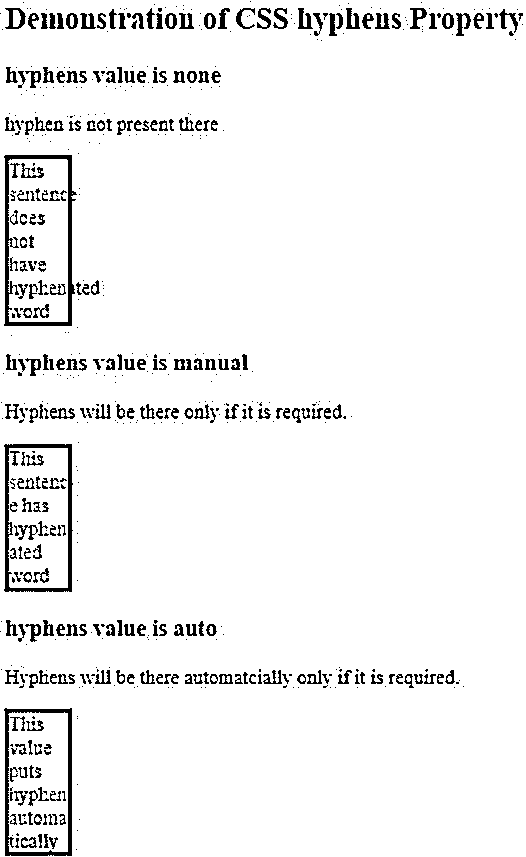 Demonstration of CSS hyphens Property
hyphens value is none
hyphen is not present there
This
sentence
does
not
have
hyphenated
word
hyphens value is manual
Hyphens will be there only if it is required.
This
sentenc-
e has
hyphen-
ated
word
hyphens value is auto
Hyphens will be there automatcially only if it is required.
This
value
puts
hyphen
automa
tically